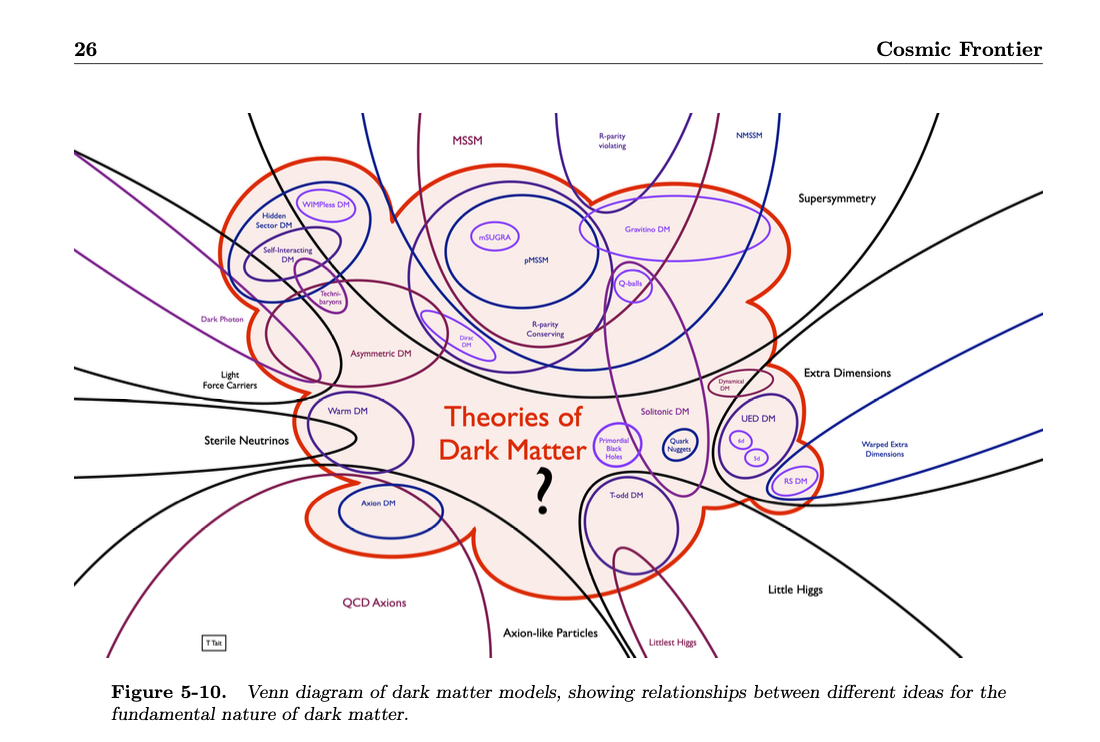 26
Cosmic Frontier
MSSM
R-parity
violating
NMSSM
Supersymmetry
WIMPless DM
Hidden
Sector DM
Self-Interacting
DM
Techni-
baryons
mSUGRA
pMSSM
Gravitino DM
Q-balls
R-parity
Conserving
Dirac
DM
Dark Photon
Asymmetric DM
Light
Force Carriers
Extra Dimensions
Dynamical
DM
Warm DM
Sterile Neutrinos
Theories of
Dark Matter
?
Solitonic DM
Primordial
Black
Holes
Quark
Nuggets
UED DM
6d
5d
Warped Extra
Dimensions
RS DM
T-odd DM
Axion DM
QCD Axions
Axion-like Particles
Little Higgs
Littlest Higgs
T Tait
Figure 5-10. Venn diagram of dark matter models, showing relationships between different ideas for the
fundamental nature of dark matter.